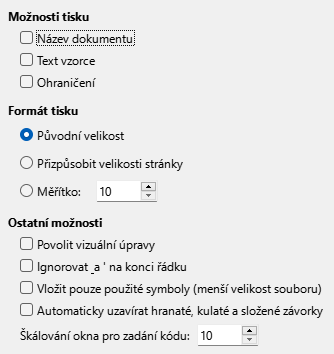 Možnosti tisku
Název dokumentu
Text vzorce
Ohraničení
Formát tisku
Původní velikost
Přizpůsobit velikosti stránky
Měřítko: 10
Ostatní možnosti
Povolit vizuální úpravy
Ignorovat ˽a ' na konci řádku
Vložit pouze použité symboly (menší velikost souboru)
Automaticky uzavírat hranaté, kulaté a složené závorky
Škálování okna pro zadání kódu: 10